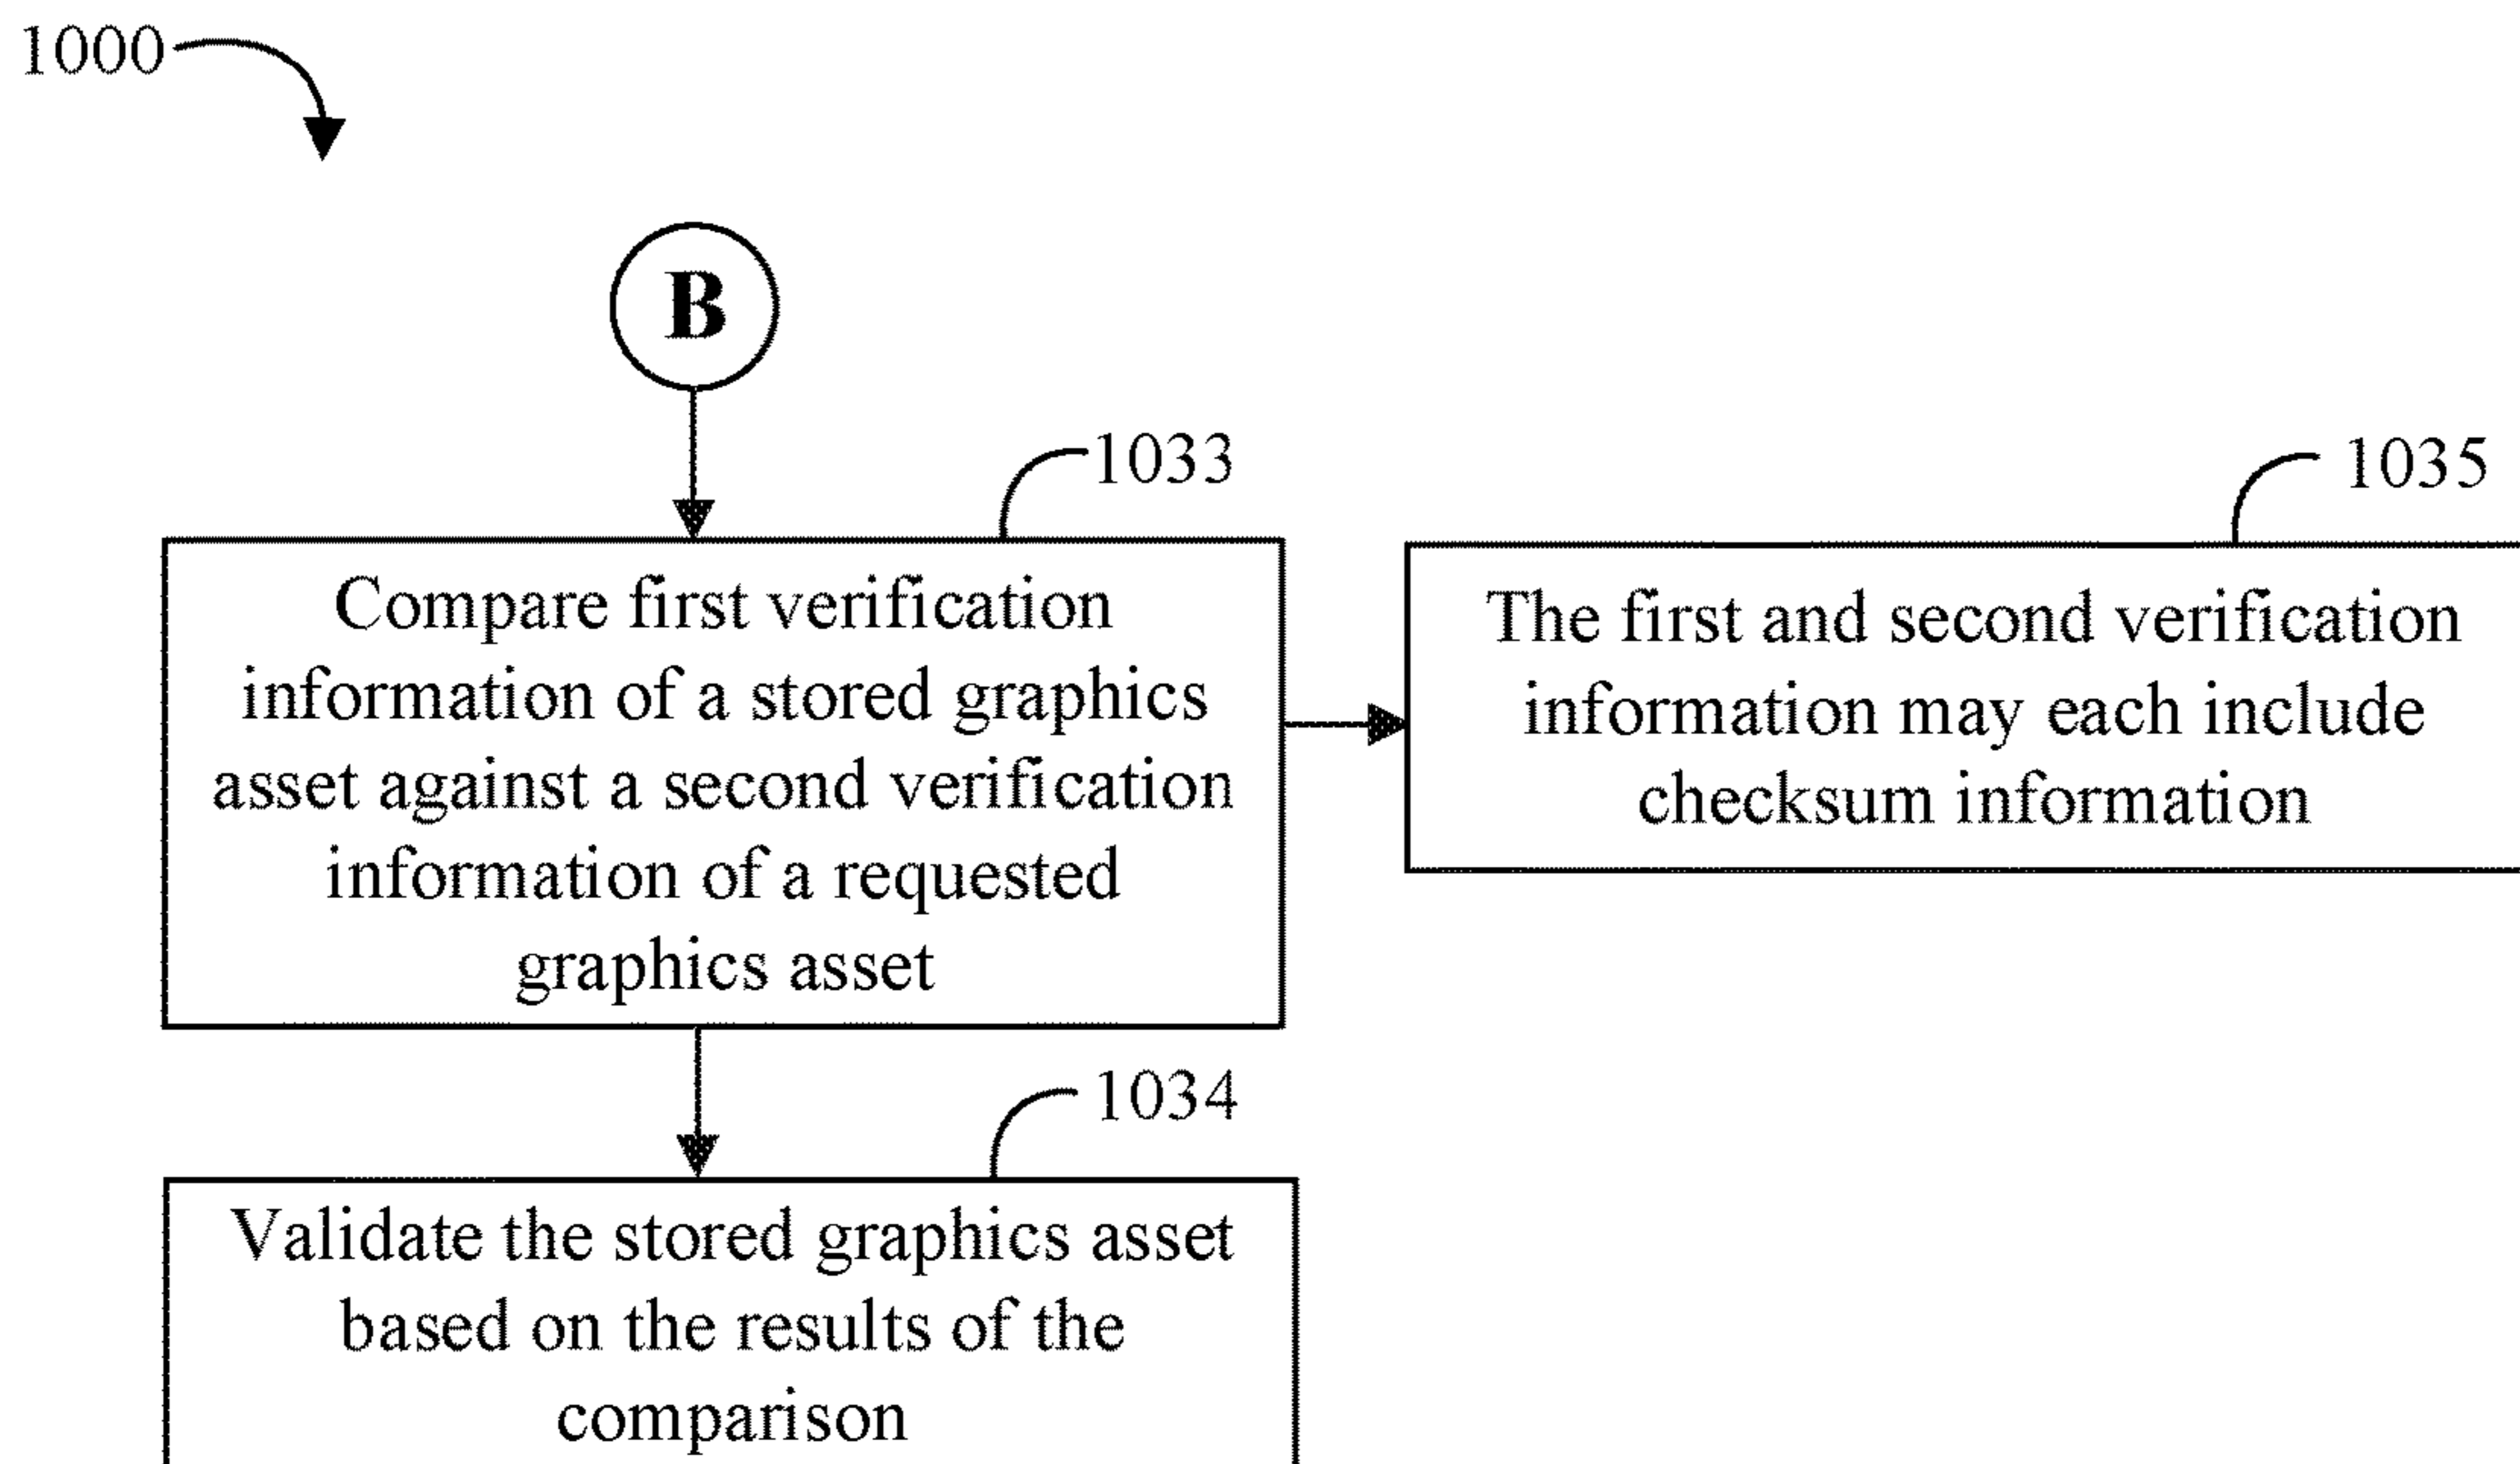 1000
B
1033
Compare first verification
information of a stored graphics
asset against a second verification
information of a requested
graphics asset
1035
The first and second verification
information may each include
checksum information
1034
Validate the stored graphics asset
based on the results of the
comparison